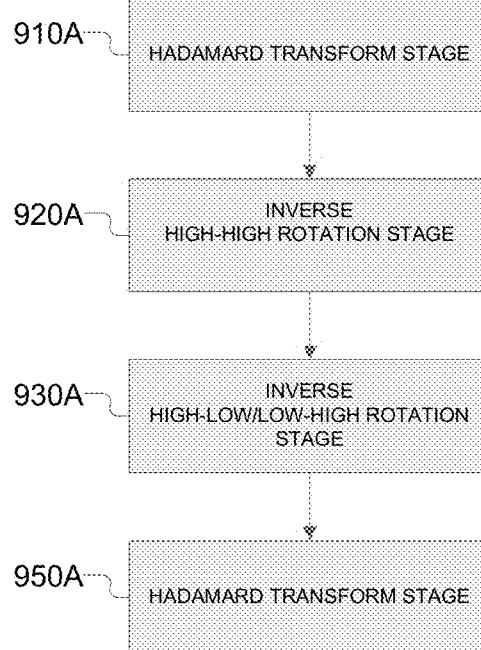 910A
HADAMARD TRANSFORM STAGE
920A
INVERSE
HIGH-HIGH ROTATION STAGE
930A
INVERSE
HIGH-LOW/LOW-HIGH ROTATION
STAGE
950A
HADAMARD TRANSFORM STAGE